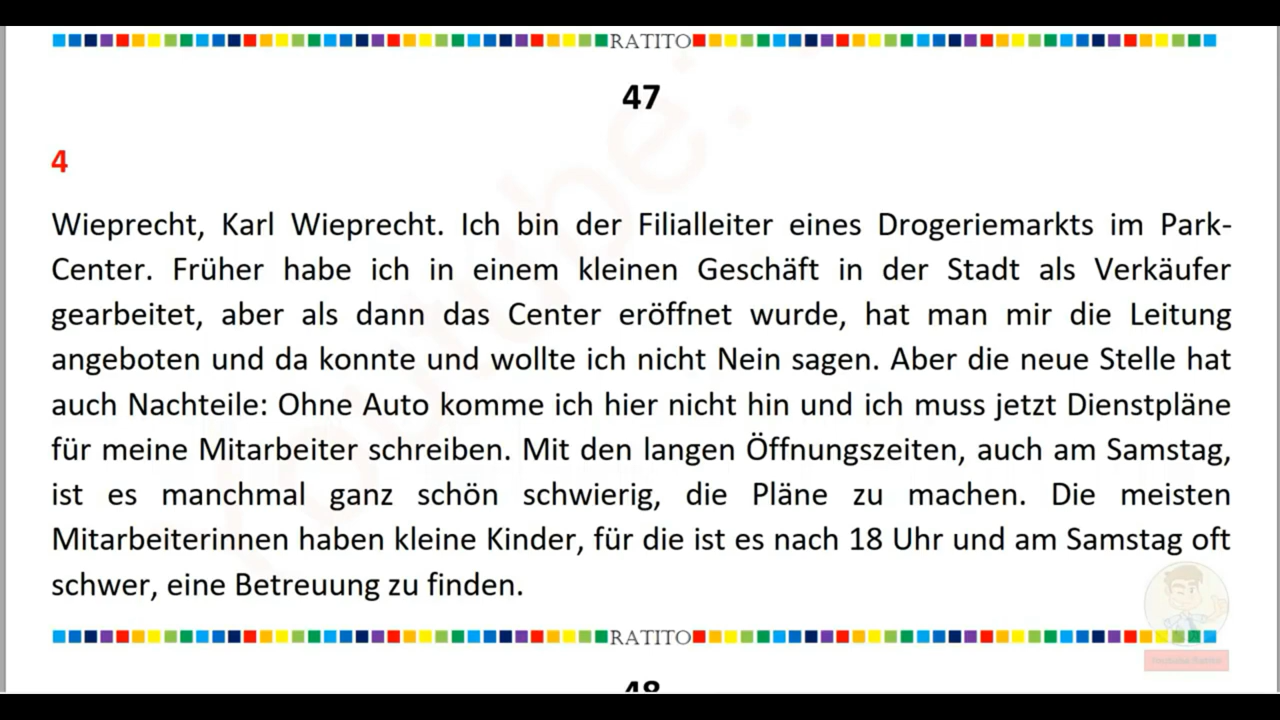 RATITO
47
4
Wieprecht, Karl Wieprecht. Ich bin der Filialleiter eines Drogeriemarkts im Park-
Center. Früher habe ich in einem kleinen Geschäft in der Stadt als Verkäufer
gearbeitet, aber als dann das Center eröffnet wurde, hat man mir die Leitung
angeboten und da konnte und wollte ich nicht Nein sagen. Aber die neue Stelle hat
auch Nachteile: Ohne Auto komme ich hier nicht hin und ich muss jetzt Dienstpläne
für meine Mitarbeiter schreiben. Mit den langen Öffnungszeiten, auch am Samstag,
ist es manchmal ganz schön schwierig, die Pläne zu machen. Die meisten
Mitarbeiterinnen haben kleine Kinder, für die ist es nach 18 Uhr und am Samstag oft
schwer, eine Betreuung zu finden.
RATITO
48